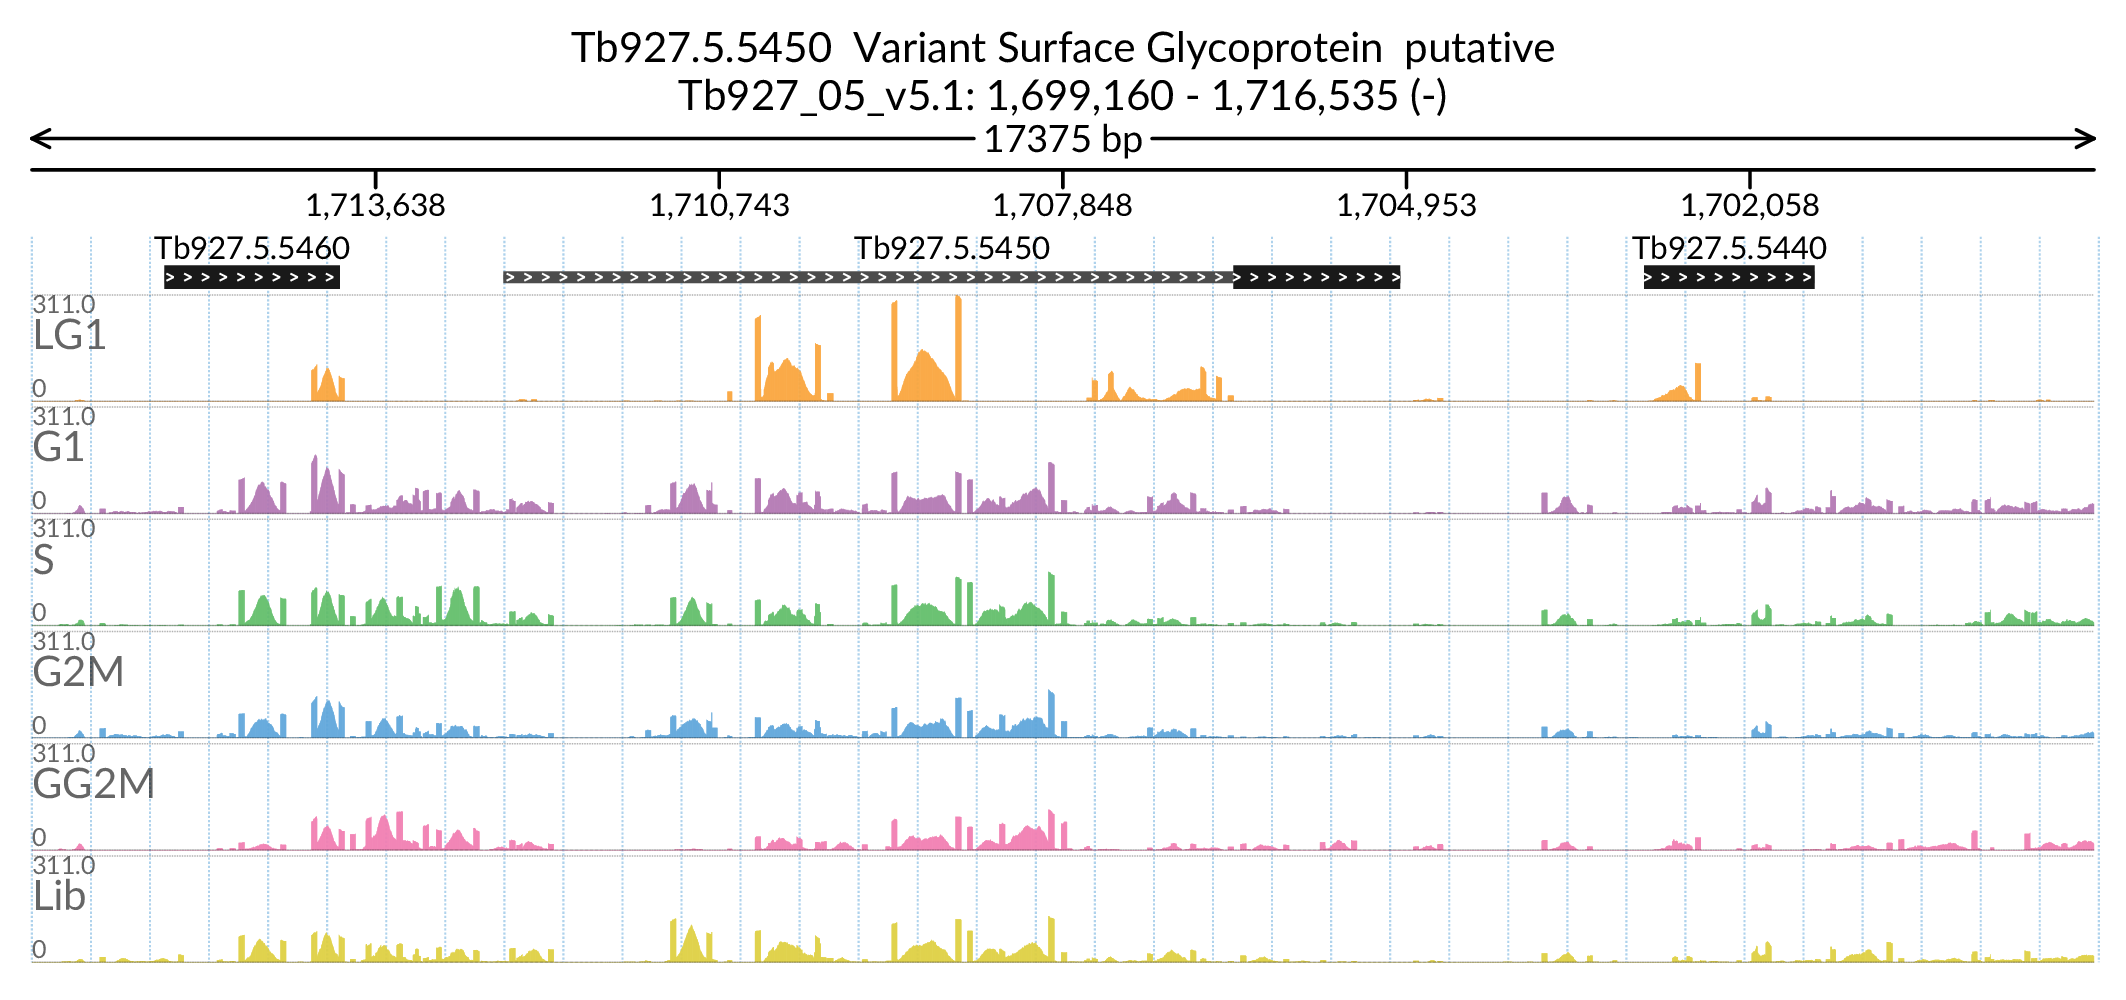 Tb927.5.5450  Variant Surface Glycoprotein  putative
Tb927_05_v5.1: 1,699,160 - 1,716,535 (-)
17375 bp
1,713,638 1,710,743 1,707,848 1,704,953 1,702,058
Tb927.5.5460 Tb927.5.5450 Tb927.5.5440
311.0
LG1
0
311.0
G1
0
311.0
S
0
311.0
G2M
0
311.0
GG2M
0
311.0
Lib
0